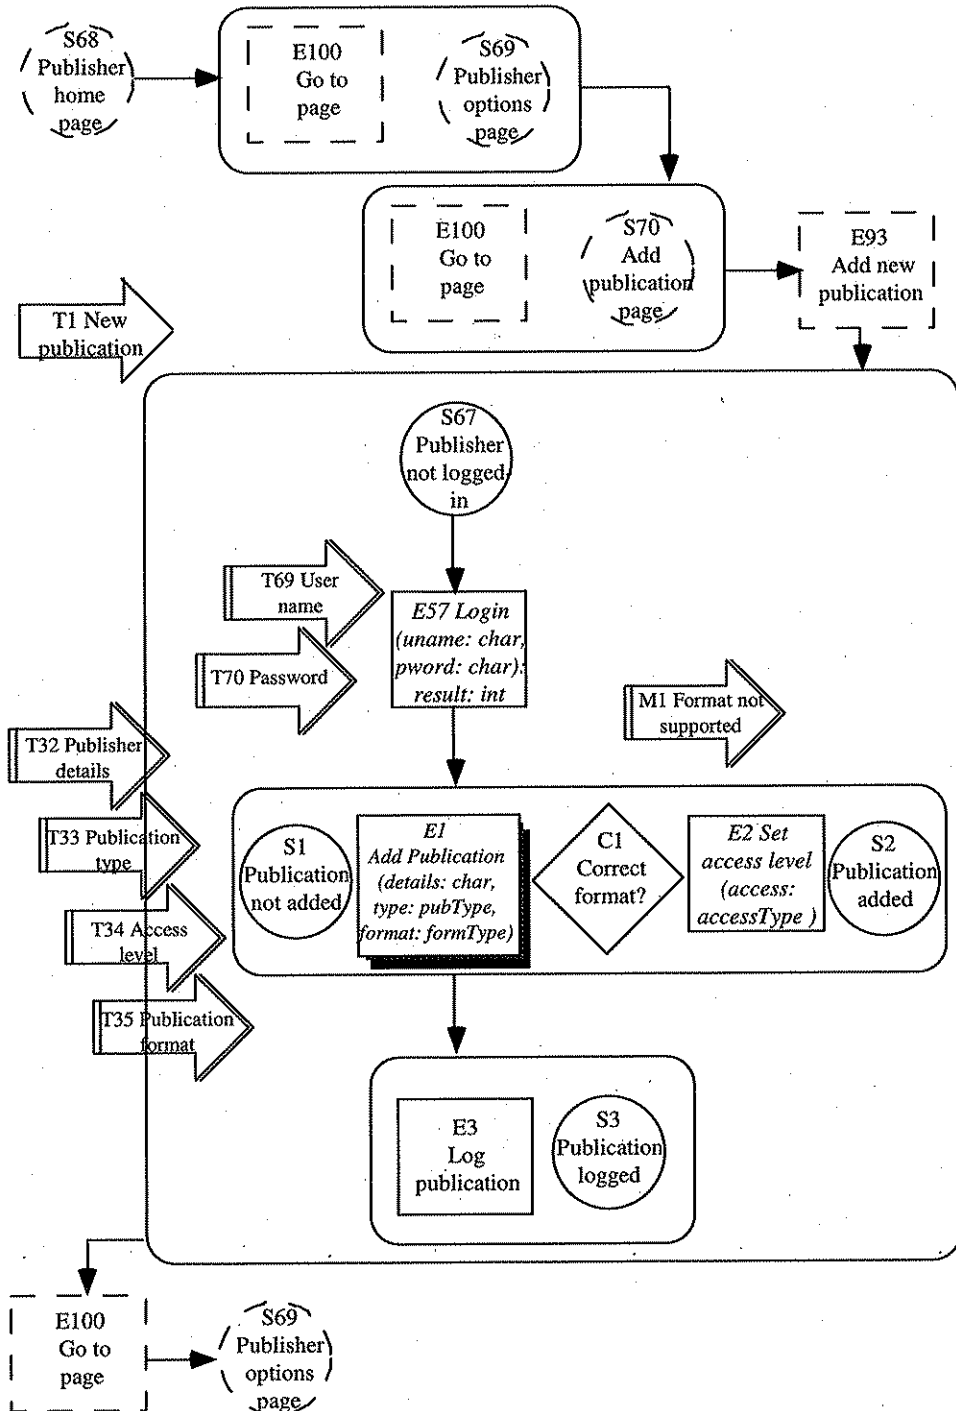 S68
Publisher
home
page
E100
Go to
page
S69
Publisher
options
page
E100
Go to
page
S70
Add
publication
page
E93
Add new
publication
T1 New
publication
S67
Publisher
not logged-
in
T69 User
name
T70 Password
E57 Login
(uname: char,
pword: char):
result: int
M1 Format not
supported
T32 Publisher
details
T33 Publication
type
T34 Access
level
T35 Publication
format
S1
Publication
not added
E1
Add Publication
(details: char,
type: pubType,
format: formType)
C1
Correct
format?
E2 Set
access level
(access:
accessType )
S2
Publication
added
E3
Log
publication
S3
Publication
logged
E100
Go to
page
S69
Publisher
options
page